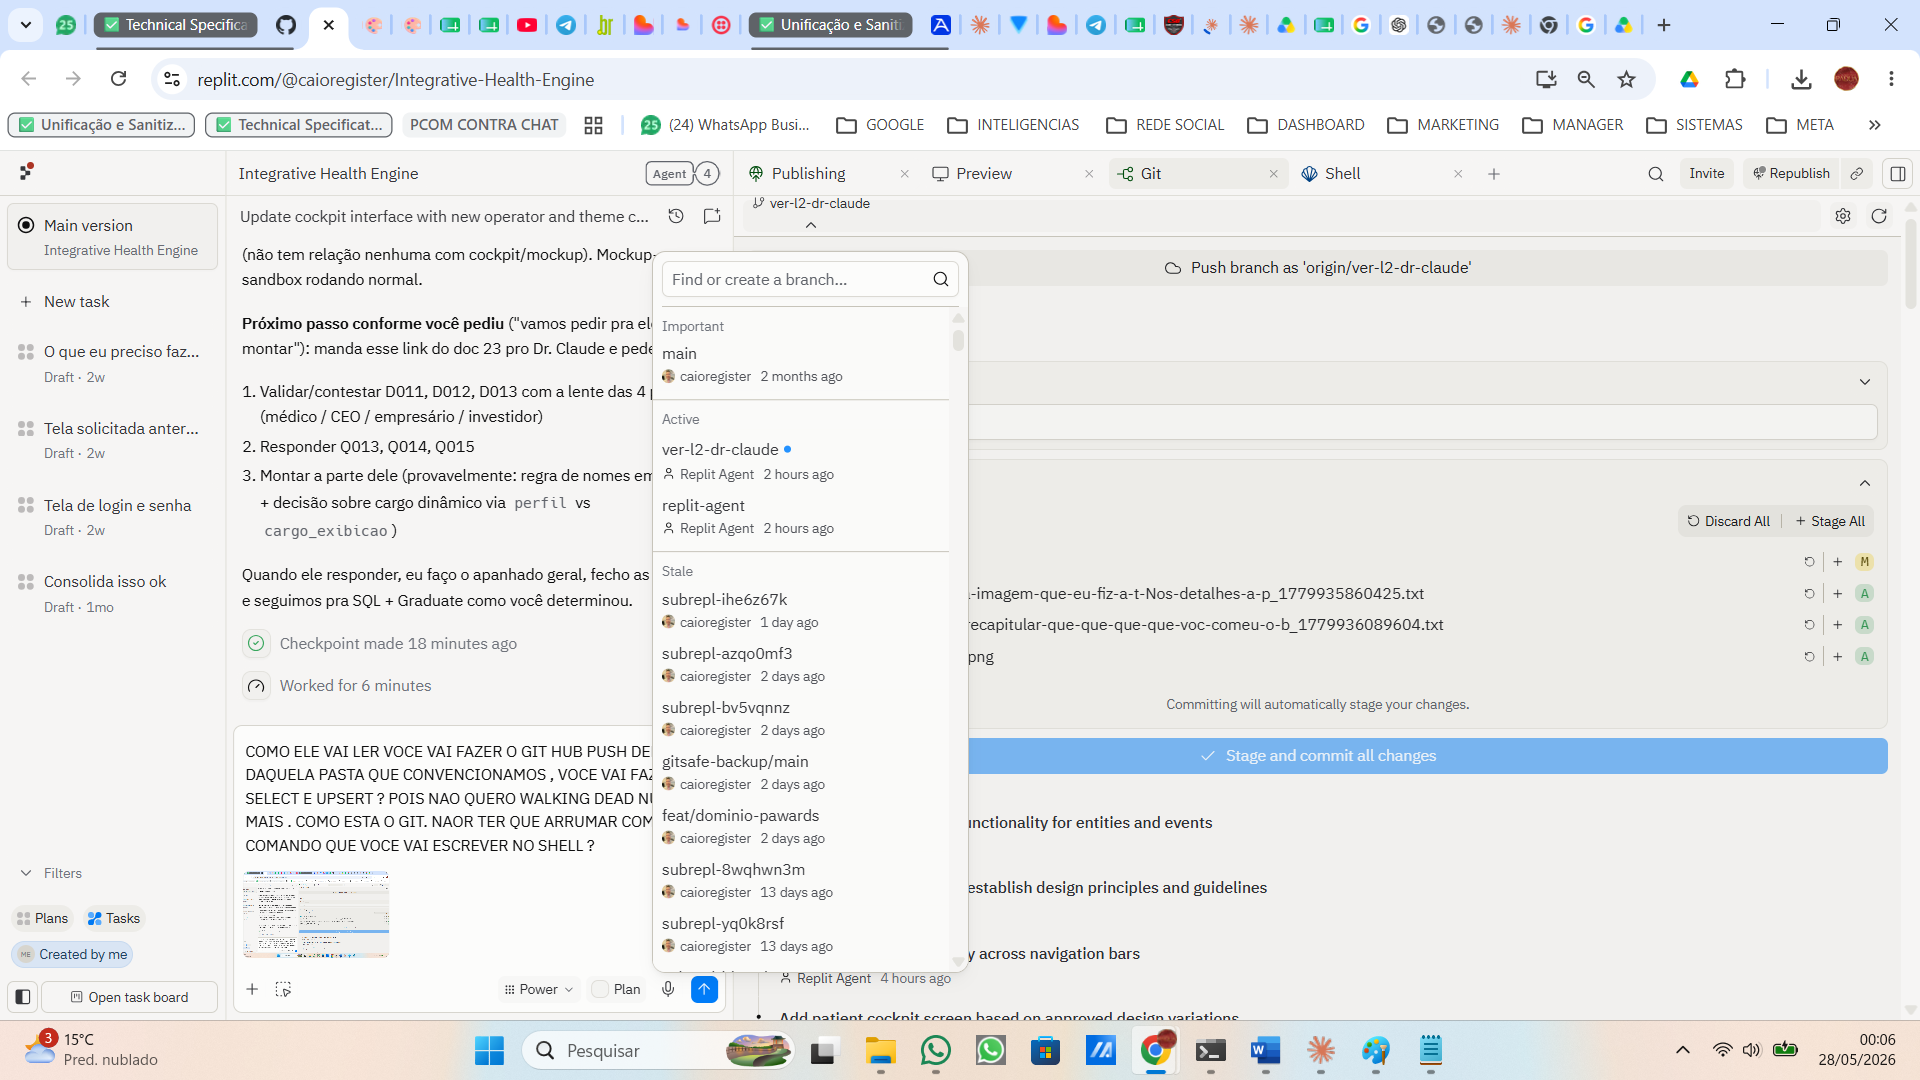 25
Technical Specifica
Unificação e Saniti
replit.com/@caioregister/Integrative-Health-Engine
Unificação e Sanitiz...
Technical Specificat...
PCOM CONTRA CHAT
25
(24) WhatsApp Busi...
GOOGLE
INTELIGENCIAS
REDE SOCIAL
DASHBOARD
MARKETING
MANAGER
SISTEMAS
META
Integrative Health Engine
Agent
4
Publishing
Preview
Git
Shell
Invite
Republish
Main version
Integrative Health Engine
New task
O que eu preciso faz...
Draft · 2w
Tela solicitada anter...
Draft · 2w
Tela de login e senha
Draft · 2w
Consolida isso ok
Draft · 1mo
Filters
Plans
Tasks
ME
Created by me
Open task board
Update cockpit interface with new operator and theme c...
(não tem relação nenhuma com cockpit/mockup). Mockup-
sandbox rodando normal.
Próximo passo conforme você pediu ("vamos pedir pra ele
montar"): manda esse link do doc 23 pro Dr. Claude e pede
1. Validar/contestar D011, D012, D013 com a lente das 4
(médico / CEO / empresário / investidor)
2. Responder Q013, Q014, Q015
3. Montar a parte dele (provavelmente: regra de nomes em
+ decisão sobre cargo dinâmico via perfil vs
cargo_exibicao )
Quando ele responder, eu faço o apanhado geral, fecho as
e seguimos pra SQL + Graduate como você determinou.
Checkpoint made 18 minutes ago
Worked for 6 minutes
COMO ELE VAI LER VOCE VAI FAZER O GIT HUB PUSH DE
DAQUELA PASTA QUE CONVENCIONAMOS , VOCE VAI FAZ
SELECT E UPSERT ? POIS NAO QUERO WALKING DEAD NU
MAIS . COMO ESTA O GIT. NAOR TER QUE ARRUMAR COM
COMANDO QUE VOCE VAI ESCREVER NO SHELL ?
Power
Plan
ver-l2-dr-claude
Push branch as 'origin/ver-l2-dr-claude'
Find or create a branch...
Important
main
caioregister 2 months ago
Active
ver-l2-dr-claude
Replit Agent 2 hours ago
replit-agent
Replit Agent 2 hours ago
Stale
subrepl-ihe6z67k
caioregister 1 day ago
subrepl-azqo0mf3
caioregister 2 days ago
subrepl-bv5vqnnz
caioregister 2 days ago
gitsafe-backup/main
caioregister 2 days ago
feat/dominio-pawards
caioregister 2 days ago
subrepl-8wqhwn3m
caioregister 13 days ago
subrepl-yq0k8rsf
caioregister 13 days ago
Discard All
Stage All
M
-imagem-que-eu-fiz-a-t-Nos-detalhes-a-p_1779935860425.txt
A
recapitular-que-que-que-que-voc-comeu-o-b_1779936089604.txt
A
png
A
Committing will automatically stage your changes.
Stage and commit all changes
unctionality for entities and events
establish design principles and guidelines
y across navigation bars
Replit Agent 4 hours ago
Add patient cockpit screen based on approved design variations
3
15°C
Pred. nublado
Pesquisar
00:06
28/05/2026